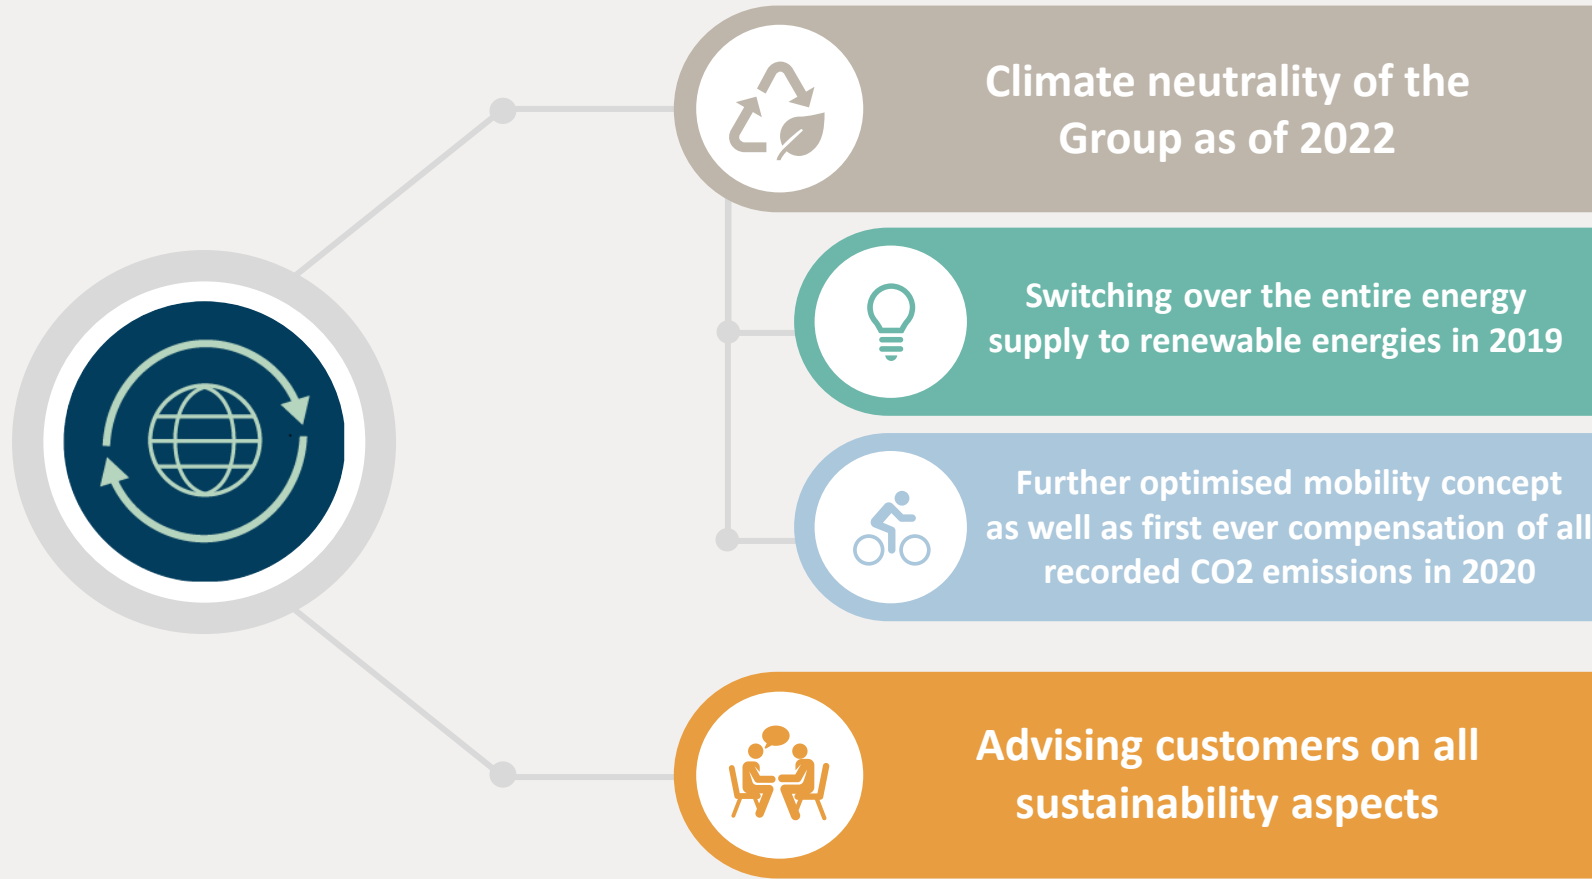 Climate neutrality of the
Group as of 2022
Switching over the entire energy
supply to renewable energies in 2019
Further optimised mobility concept
as well as first ever compensation of all
recorded CO2 emissions in 2020
Advising customers on all
sustainability aspects